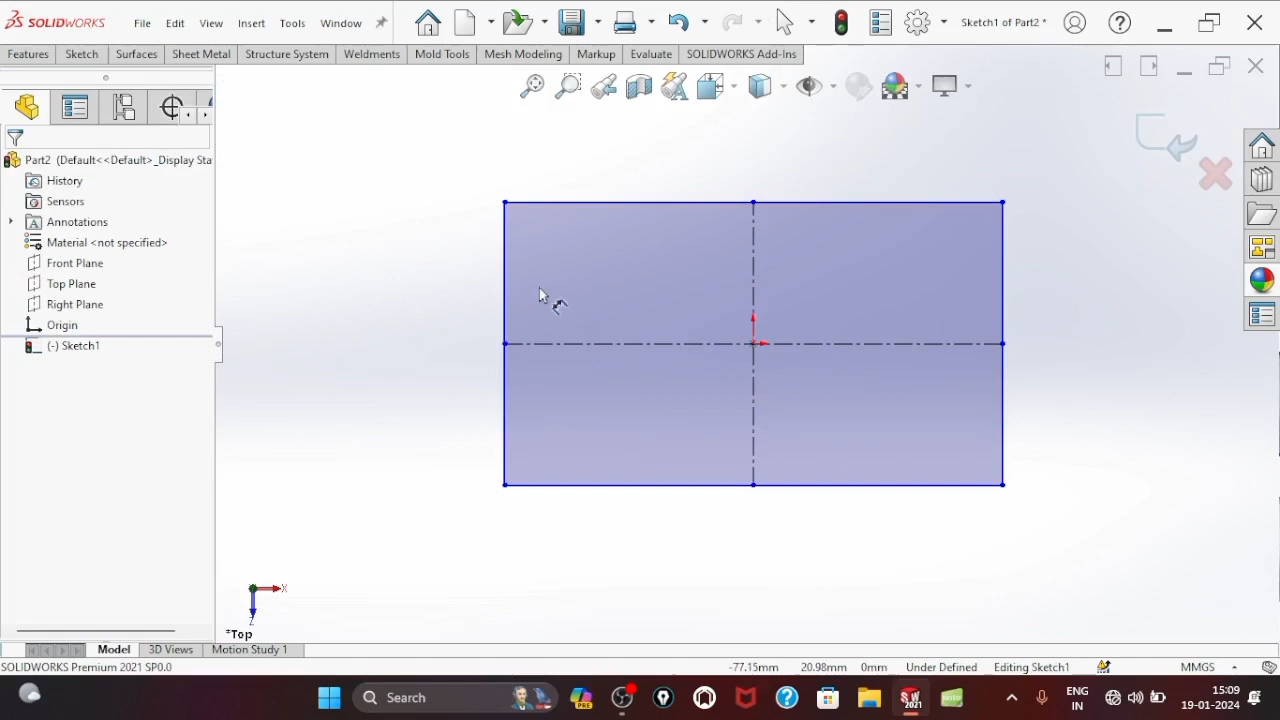 SOLIDWORKS File Edit View Insert Tools Window Sketch1 of Part2 *
Features Sketch Surfaces Sheet Metal Structure System Weldments Mold Tools Mesh Modeling Markup Evaluate SOLIDWORKS Add-Ins
Part2 (Default<<Default>_Display Sta
History
Sensors
Annotations
Material <not specified>
Front Plane
Top Plane
Right Plane
Origin
(-) Sketch1
X
Z
*Top
Model 3D Views Motion Study 1
SOLIDWORKS Premium 2021 SP0.0 -77.15mm 20.98mm 0mm Under Defined Editing Sketch1 MMGS
Search ENG 15:09
IN 19-01-2024